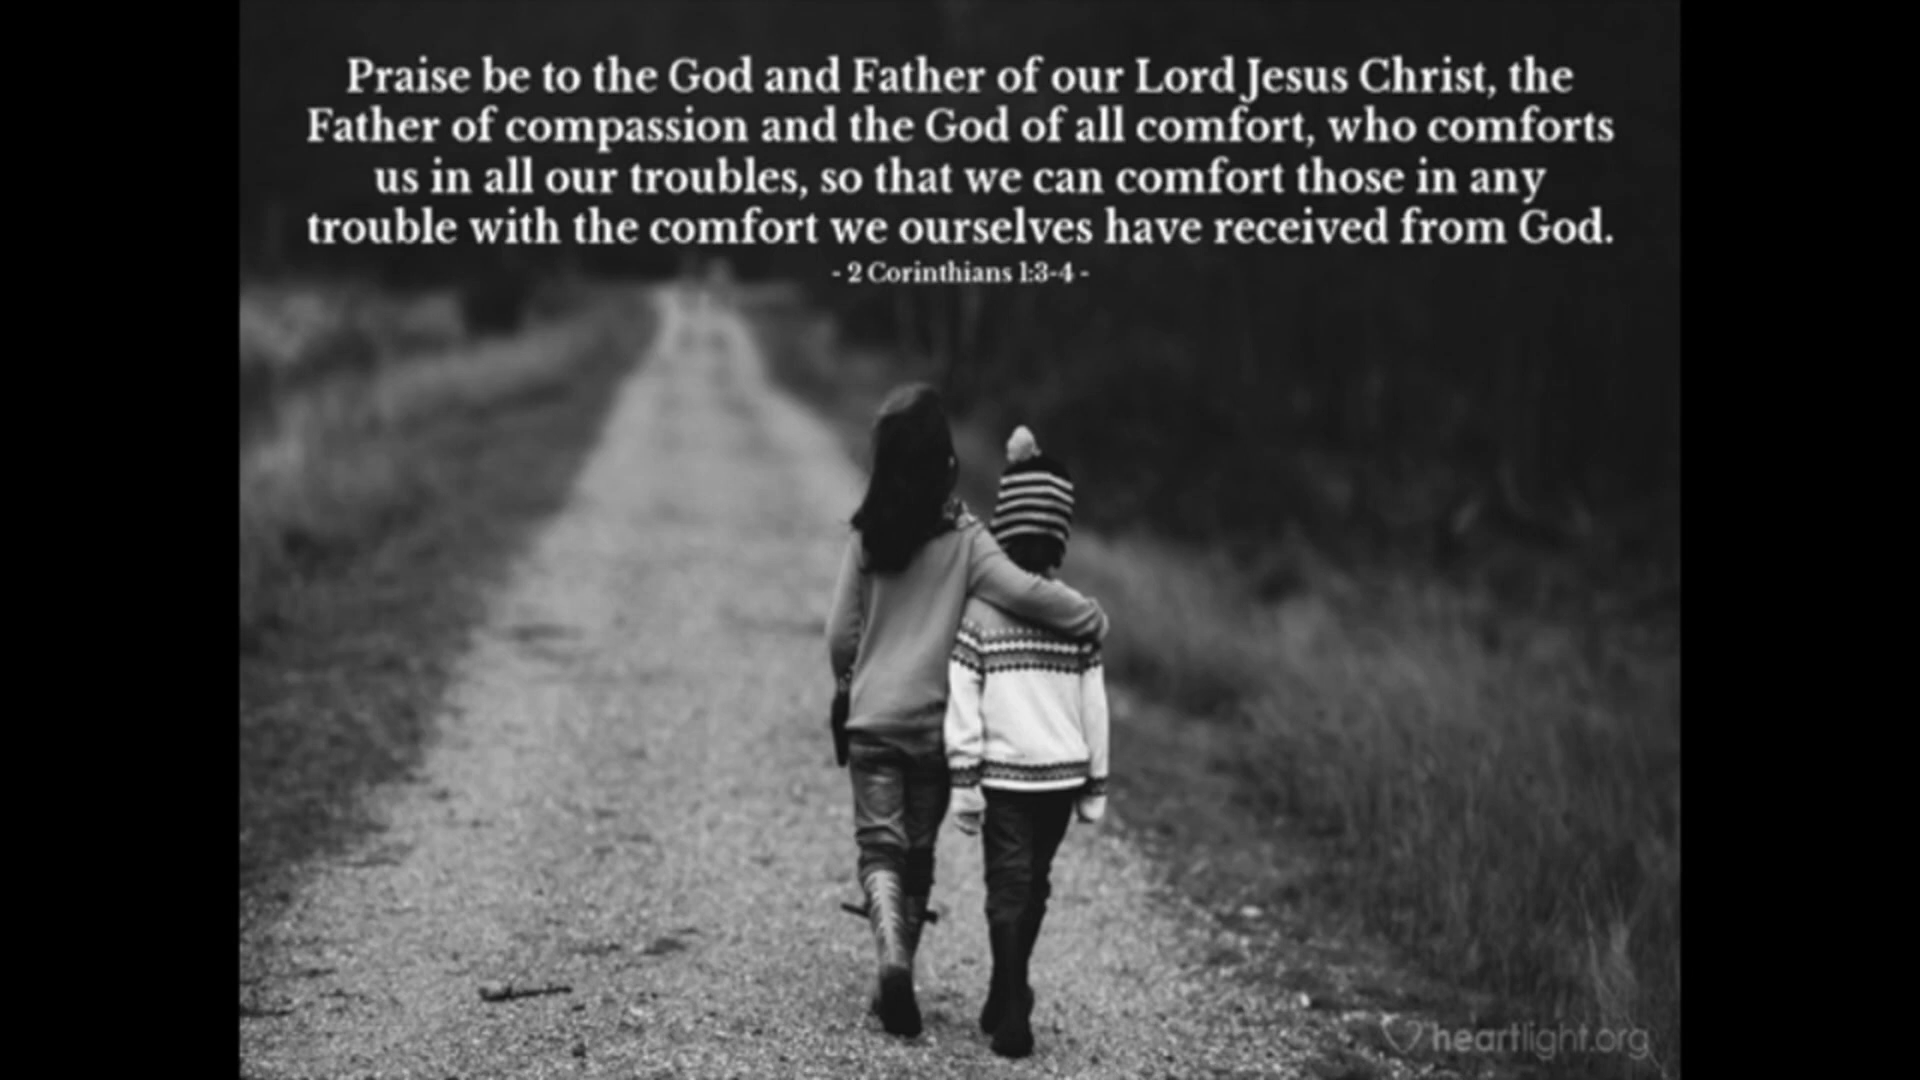 Praise be to the God and Father of our Lord Jesus Christ, the
Father of compassion and the God of all comfort, who comforts
us in all our troubles, so that we can comfort those in any
trouble with the comfort we ourselves have received from God.
- 2 Corinthians 1:3-4 -
heartlight.org